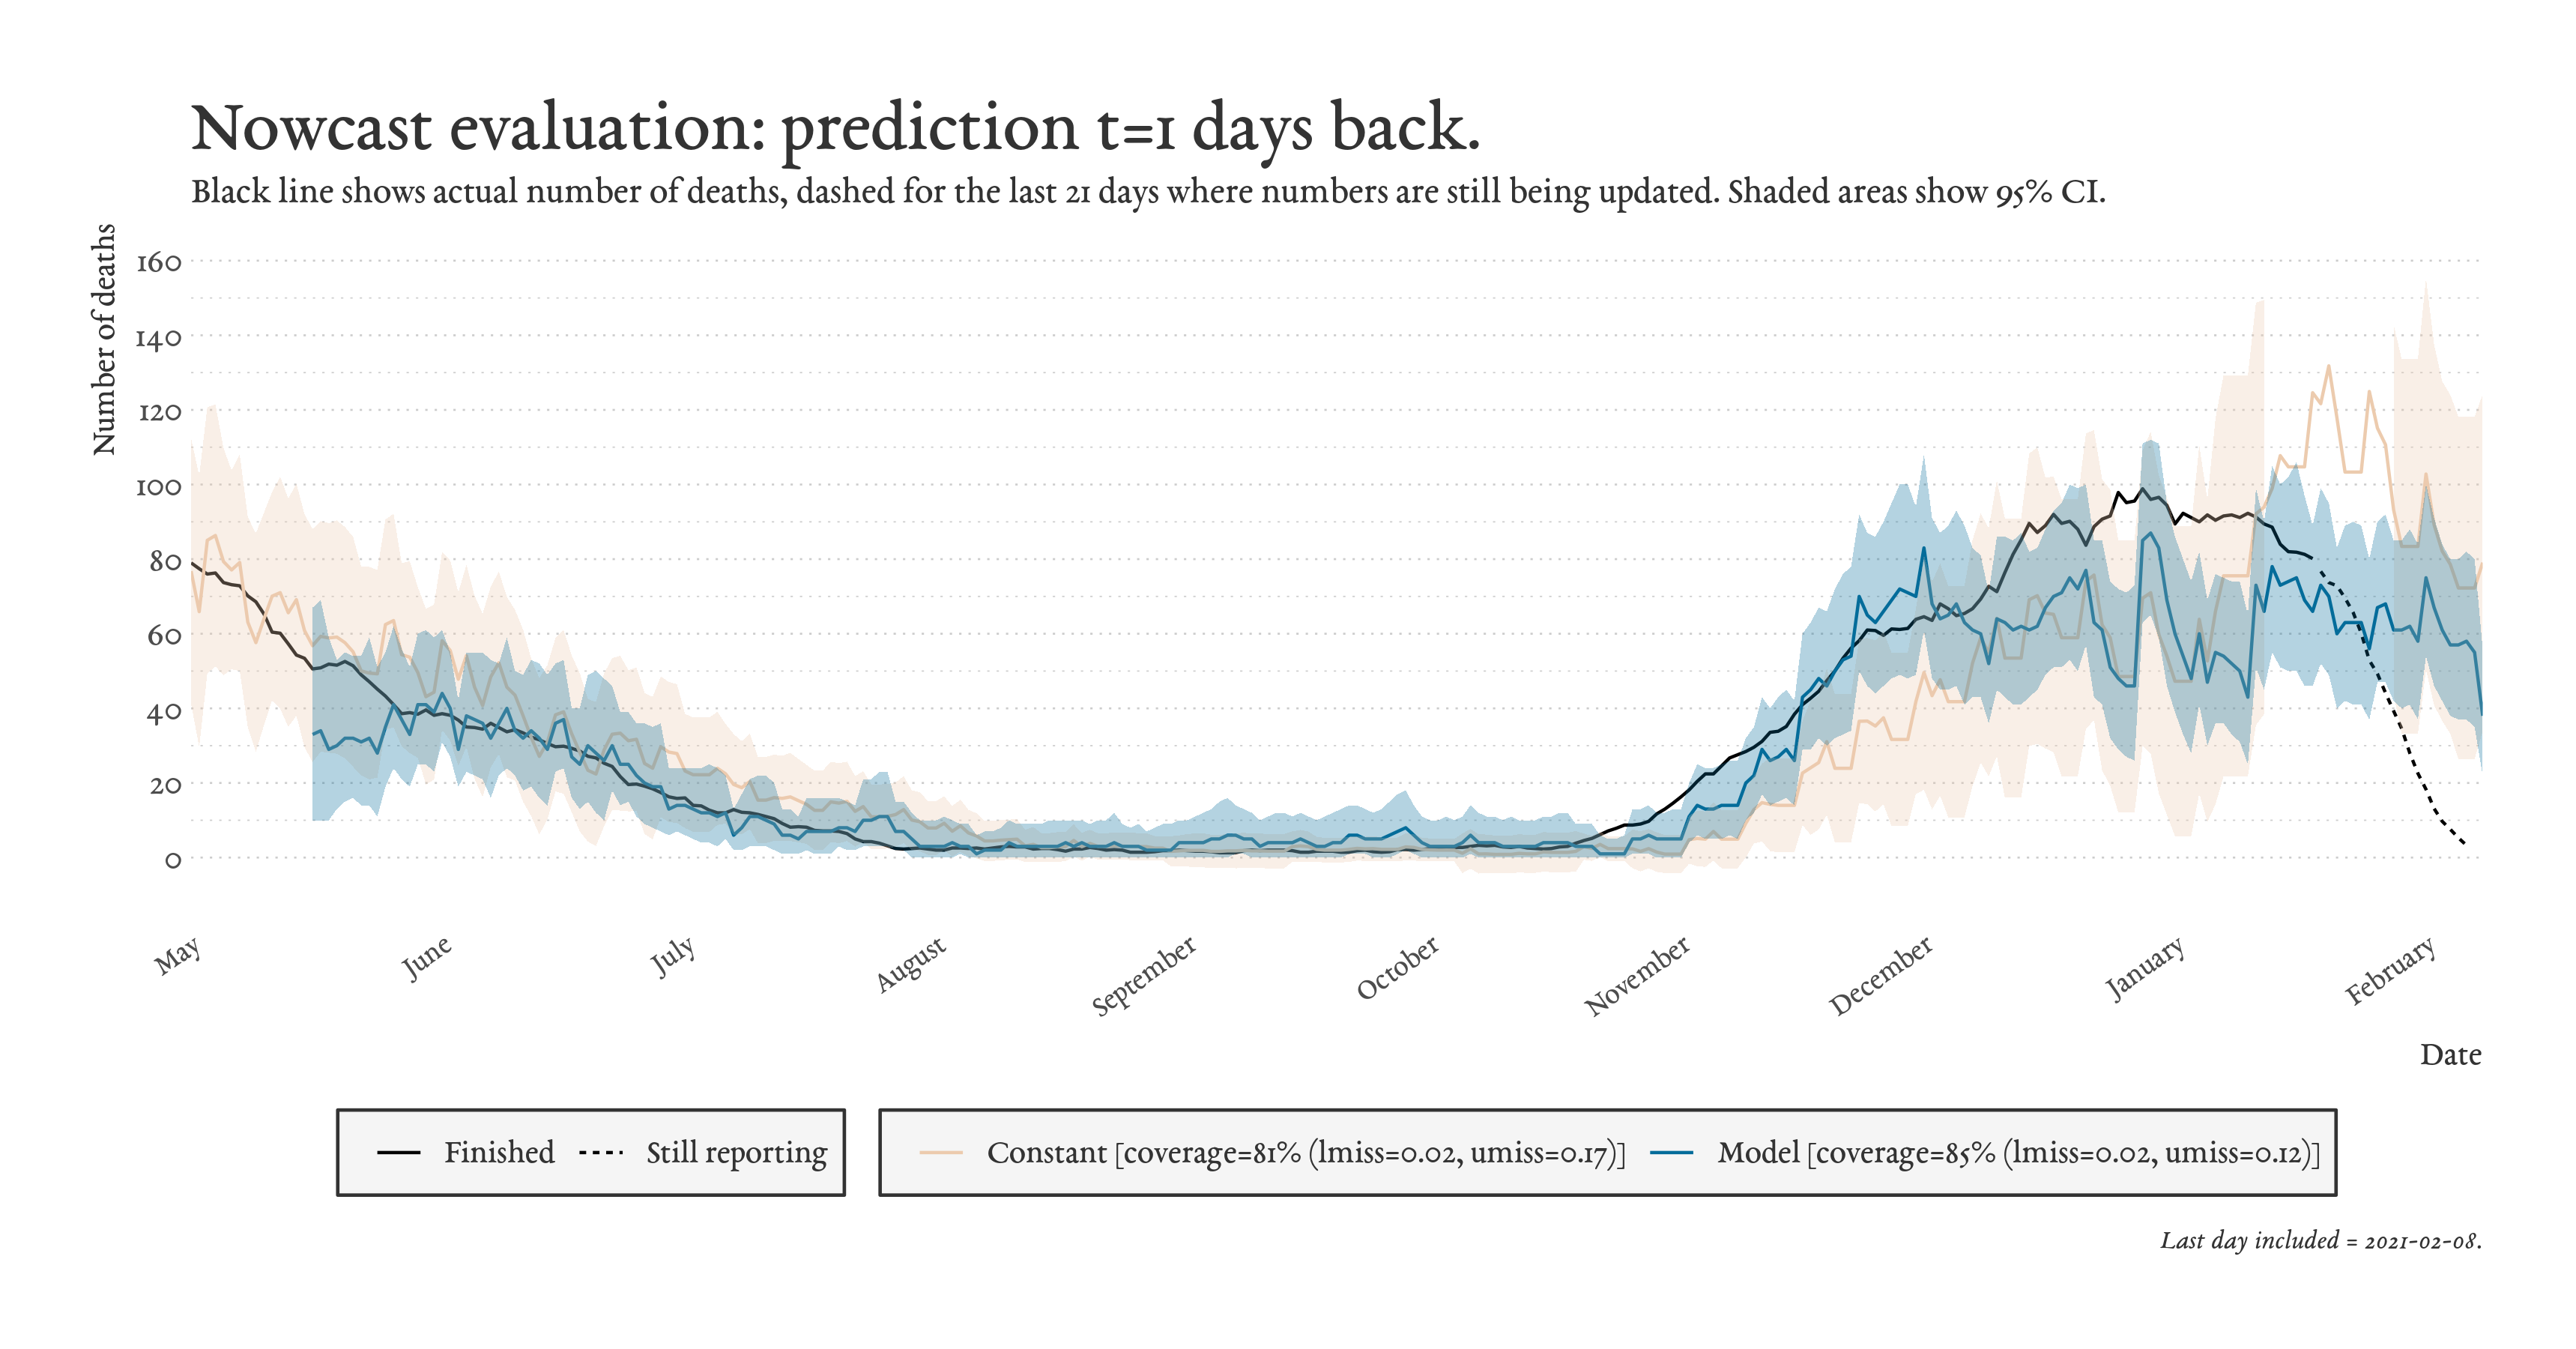 Nowcast evaluation: prediction t=1 days back.
Black line shows actual number of deaths, dashed for the last 21 days where numbers are still being updated. Shaded areas show 95% CI.
Number of deaths
160
140
120
100
80
60
40
20
0
May
June
July
August
September
October
November
December
January
February
Date
Finished
Still reporting
Constant [coverage=81% (lmiss=0.02, umiss=0.17)]
Model [coverage=85% (lmiss=0.02, umiss=0.12)]
Last day included = 2021-02-08.